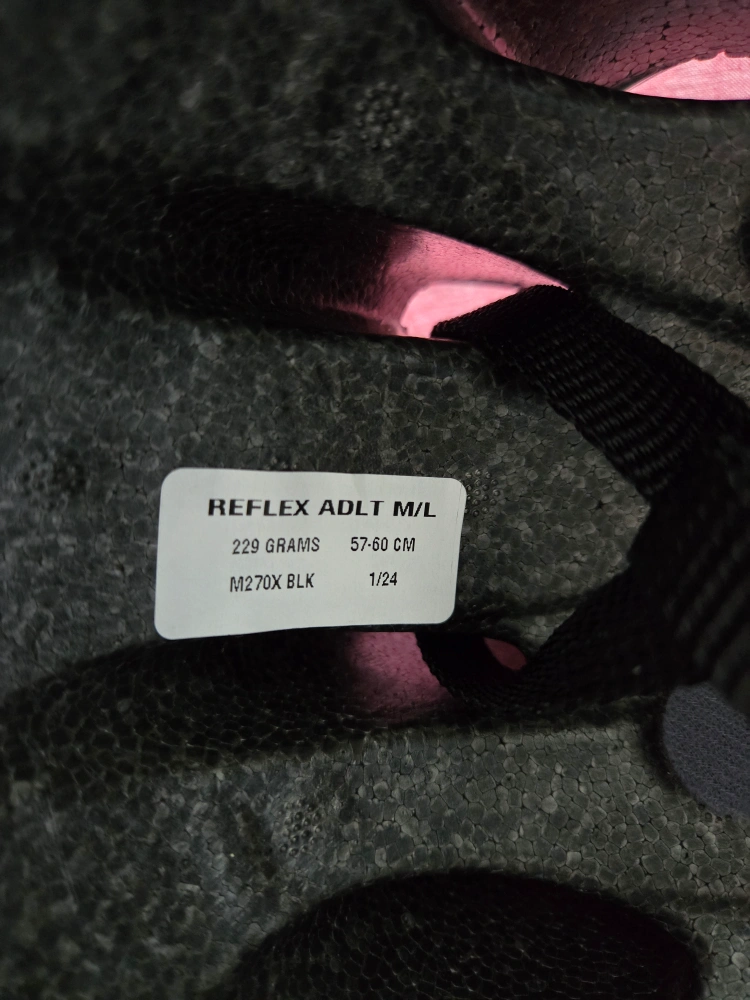 REFLEX ADLT M/L
229 GRAMS 57-60 CM
M270X BLK 1/24